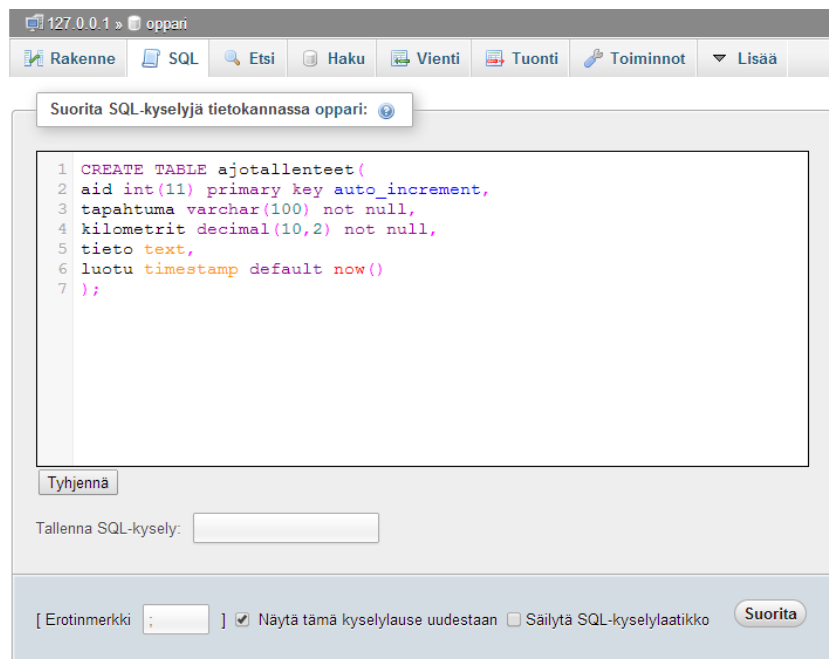 127.0.0.1 » oppari
Rakenne SQL Etsi Haku Vienti Tuonti Toiminnot Lisää
Suorita SQL-kyselyjä tietokannassa oppari:
1 CREATE TABLE ajotallenteet(
2 aid int(11) primary key auto_increment,
3 tapahtuma varchar(100) not null,
4 kilometrit decimal(10,2) not null,
5 tieto text,
6 luotu timestamp default now()
7 );
Tyhjennä
Tallenna SQL-kysely:
[ Erotinmerkki ; ] Näytä tämä kyselylause uudestaan Säilytä SQL-kyselylaatikko Suorita